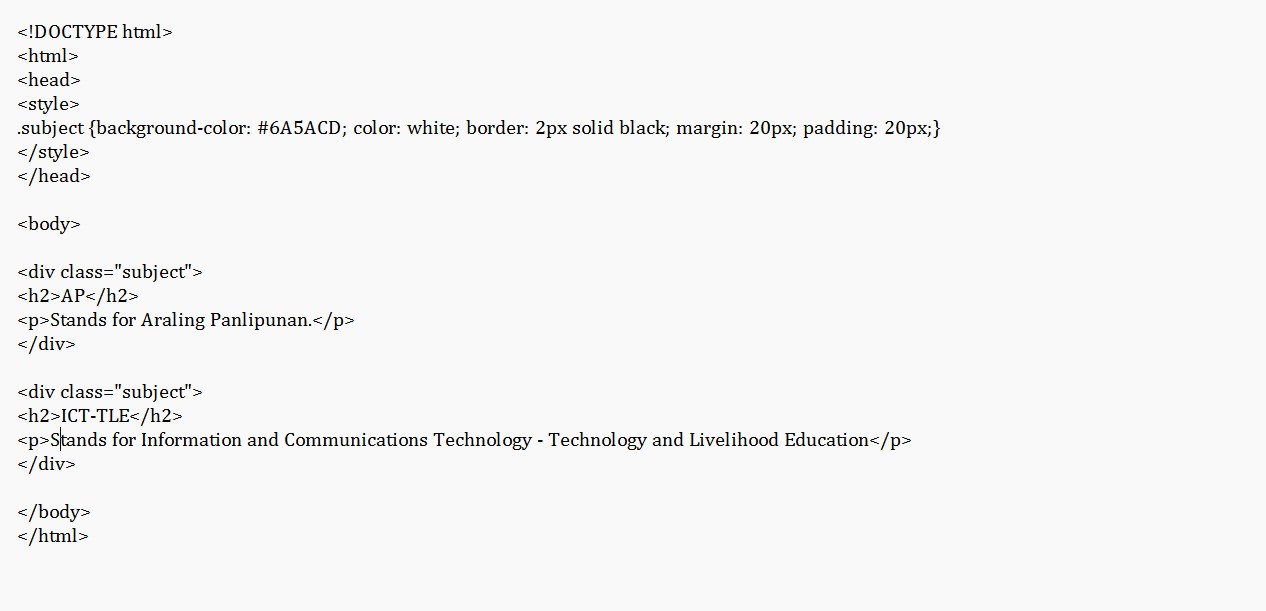 <!DOCTYPE html>
<html>
<head>
<style>
.subject {background-color: #6A5ACD; color: white; border: 2px solid black; margin: 20px; padding: 20px;}
</style>
</head>
<body>
<div class="subject">
<h2>AP</h2>
<p>Stands for Araling Panlipunan.</p>
</div>
<div class="subject">
<h2>ICT-TLE</h2>
<p>Stands for Information and Communications Technology - Technology and Livelihood Education</p>
</div>
</body>
</html>